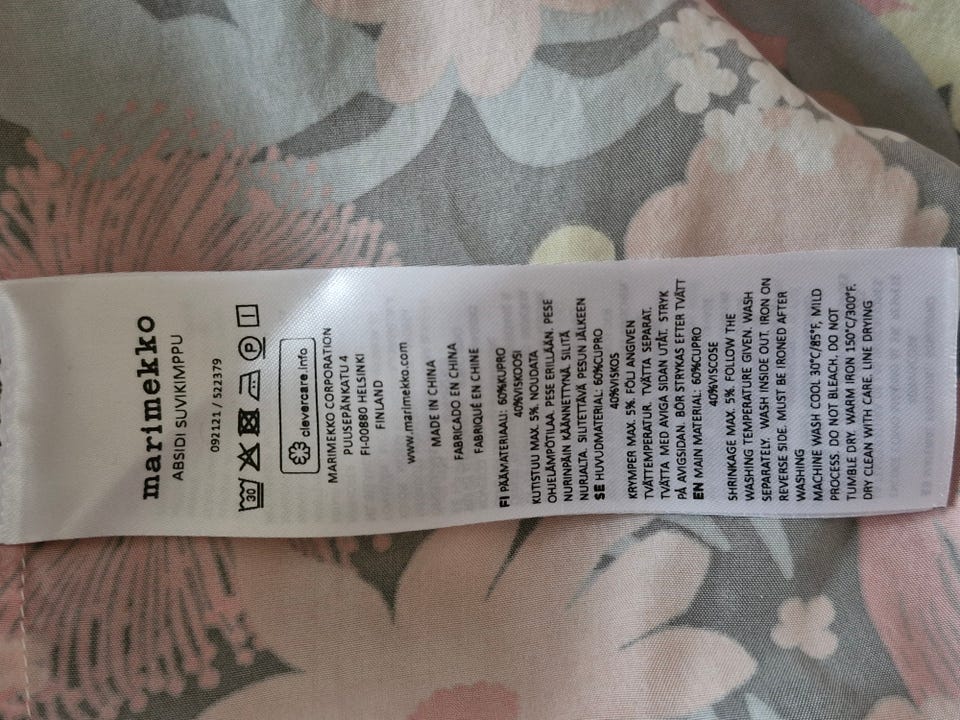 marimekko
ABSIDI SUVIKIMPPU
092121 / 522379
30 P
clevercare.info
MARIMEKKO CORPORATION
PUUSEPÄNKATU 4
FI-00880 HELSINKI
FINLAND
www.marimekko.com
MADE IN CHINA
FABRICADO EN CHINA
FABRIQUÉ EN CHINE
FI PÄÄMATERIAALI: 60%KUPRO
40%VISKOOSI
KUTISTUU MAX. 5%. NOUDATA
OHJELÄMPÖTILAA. PESE ERILLÄÄN. PESE
NURINPÄIN KÄÄNNETTYNÄ. SILITÄ
NURJALTA. SILITETTÄVÄ PESUN JÄLKEEN
SE HUVUDMATERIAL: 60%CUPRO
40%VISKOS
KRYMPER MAX. 5%. FÖLJ ANGIVEN
TVÄTTEMPERATUR. TVÄTTA SEPARAT.
TVÄTTA MED AVIGA SIDAN UTÅT. STRYK
PÅ AVIGSIDAN. BÖR STRYKAS EFTER TVÄTT
EN MAIN MATERIAL: 60%CUPRO
40%VISCOSE
SHRINKAGE MAX. 5%. FOLLOW THE
WASHING TEMPERATURE GIVEN. WASH
SEPARATELY. WASH INSIDE OUT. IRON ON
REVERSE SIDE. MUST BE IRONED AFTER
WASHING
MACHINE WASH COOL 30°C/85°F, MILD
PROCESS. DO NOT BLEACH. DO NOT
TUMBLE DRY. WARM IRON 150°C/300°F.
DRY CLEAN WITH CARE. LINE DRYING